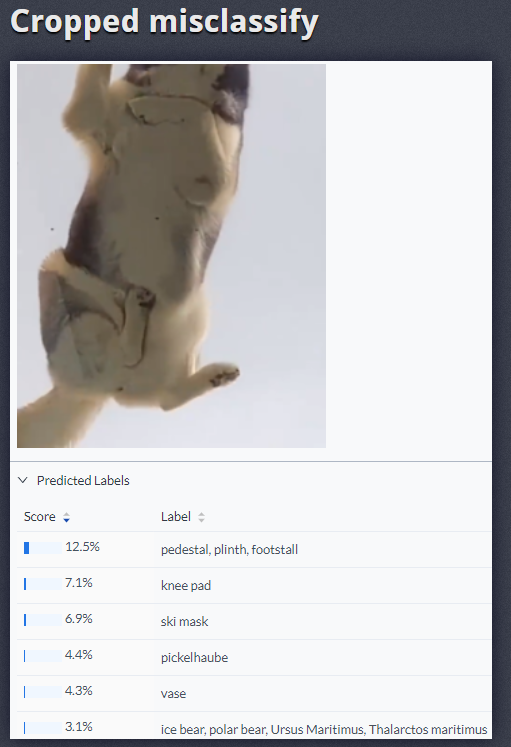 Cropped misclassify
Predicted Labels
Score Label
12.5% pedestal, plinth, footstall
7.1% knee pad
6.9% ski mask
4.4% pickelhaube
4.3% vase
3.1% ice bear, polar bear, Ursus Maritimus, Thalarctos maritimus